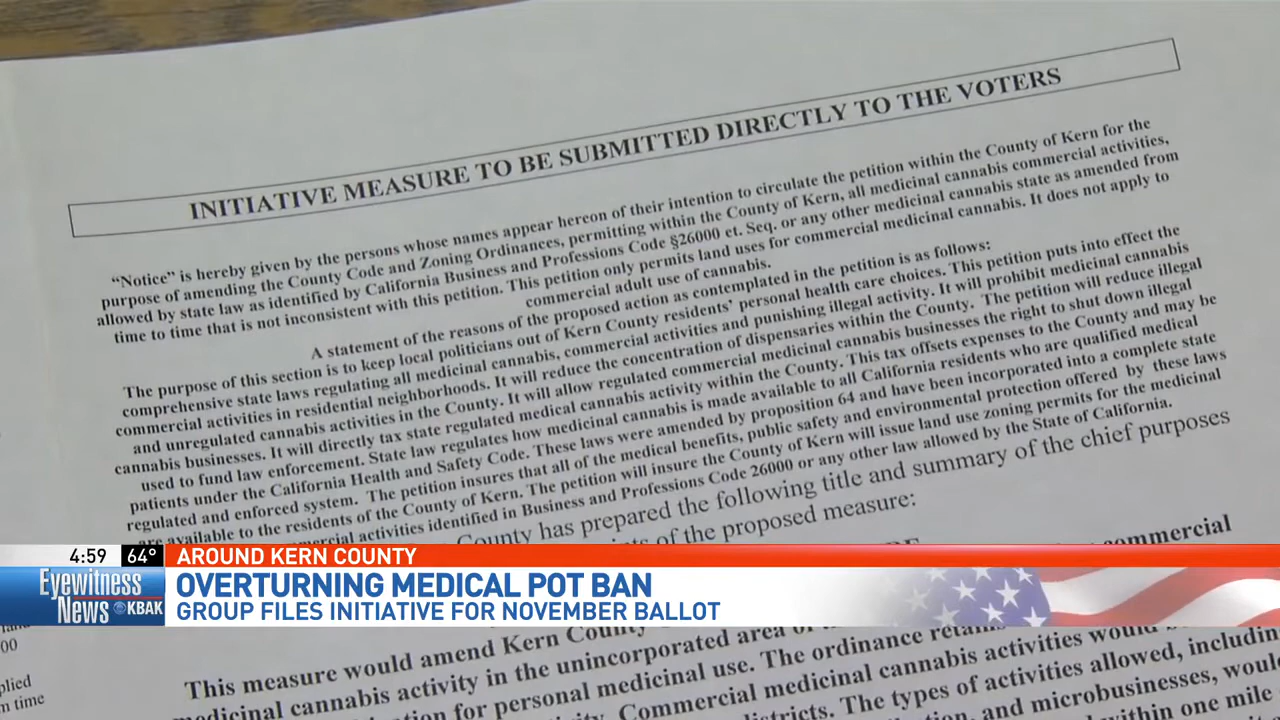 INITIATIVE MEASURE TO BE SUBMITTED DIRECTLY TO THE VOTERS
“Notice” is hereby given by the persons whose names appear hereon of their intention to circulate the petition within the County of Kern for the
purpose of amending the County Code and Zoning Ordinances, permitting within the County of Kern, all medicinal cannabis commercial activities,
allowed by state law as identified by California Business and Professions Code §26000 et. Seq. or any other medicinal cannabis state as amended from
time to time that is not inconsistent with this petition. This petition only permits land uses for commercial medicinal cannabis. It does not apply to
commercial adult use of cannabis.
A statement of the reasons of the proposed action as contemplated in the petition is as follows:
The purpose of this section is to keep local politicians out of Kern County residents’ personal health care choices. This petition puts into effect the
comprehensive state laws regulating all medicinal cannabis, commercial activities and punishing illegal activity. It will prohibit medicinal cannabis
commercial activities in residential neighborhoods. It will reduce the concentration of dispensaries within the County. The petition will reduce illegal
and unregulated cannabis activities in the County. It will allow regulated commercial medicinal cannabis businesses the right to shut down illegal
cannabis businesses. It will directly tax state regulated medical cannabis activity within the County. This tax offsets expenses to the County and may be
used to fund law enforcement. State law regulates how medicinal cannabis is made available to all California residents who are qualified medical
patients under the California Health and Safety Code. These laws were amended by proposition 64 and have been incorporated into a complete state
regulated and enforced system. The petition insures that all of the medical benefits, public safety and environmental protection offered by these laws
are available to the residents of the County of Kern. The petition will insure the County of Kern will issue land use zoning permits for the medicinal
commercial activities identified in Business and Professions Code 26000 or any other law allowed by the State of California.
County has prepared the following title and summary of the chief purposes
of the proposed measure:
commercial
4:59 64° AROUND KERN COUNTY
Eyewitness News KBAK
OVERTURNING MEDICAL POT BAN
GROUP FILES INITIATIVE FOR NOVEMBER BALLOT
00
plied
m time
This measure would amend Kern County
medicinal cannabis activity in the unincorporated area
for personal medicinal use. The ordinance
Commercial medicinal cannabis activities would
districts. The types of activities allowed, including
and microbusinesses, would
within one mile